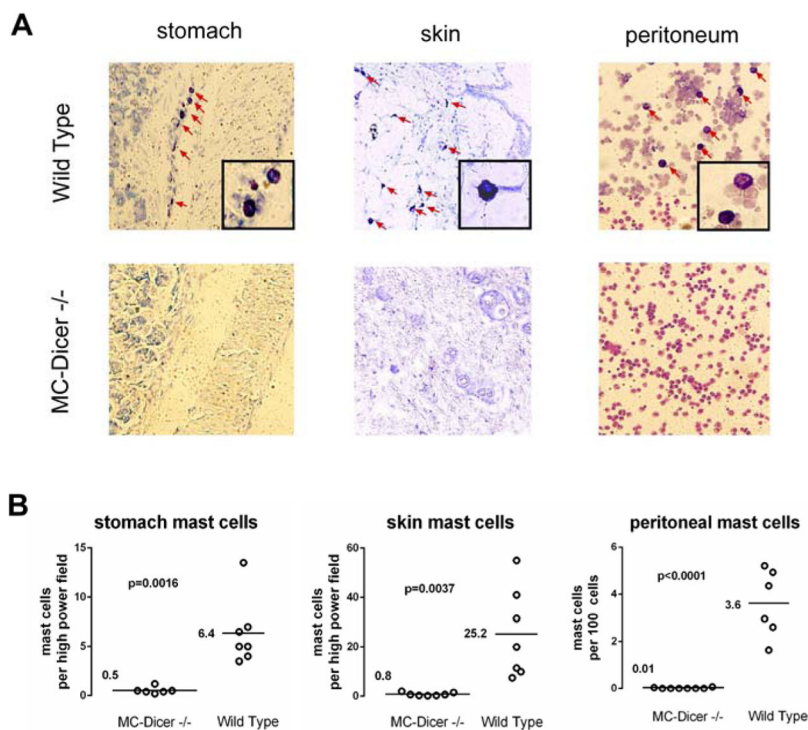 A
stomach
skin
peritoneum
Wild Type
MC-Dicer -/-
B
stomach mast cells
mast cells
per high power field
15
10
5
0
p=0.0016
0.5
6.4
MC-Dicer -/-
Wild Type
skin mast cells
mast cells
per high power field
60
40
20
0
p=0.0037
0.8
25.2
MC-Dicer -/-
Wild Type
peritoneal mast cells
mast cells
per 100 cells
6
4
2
0
p<0.0001
0.01
3.6
MC-Dicer -/-
Wild Type